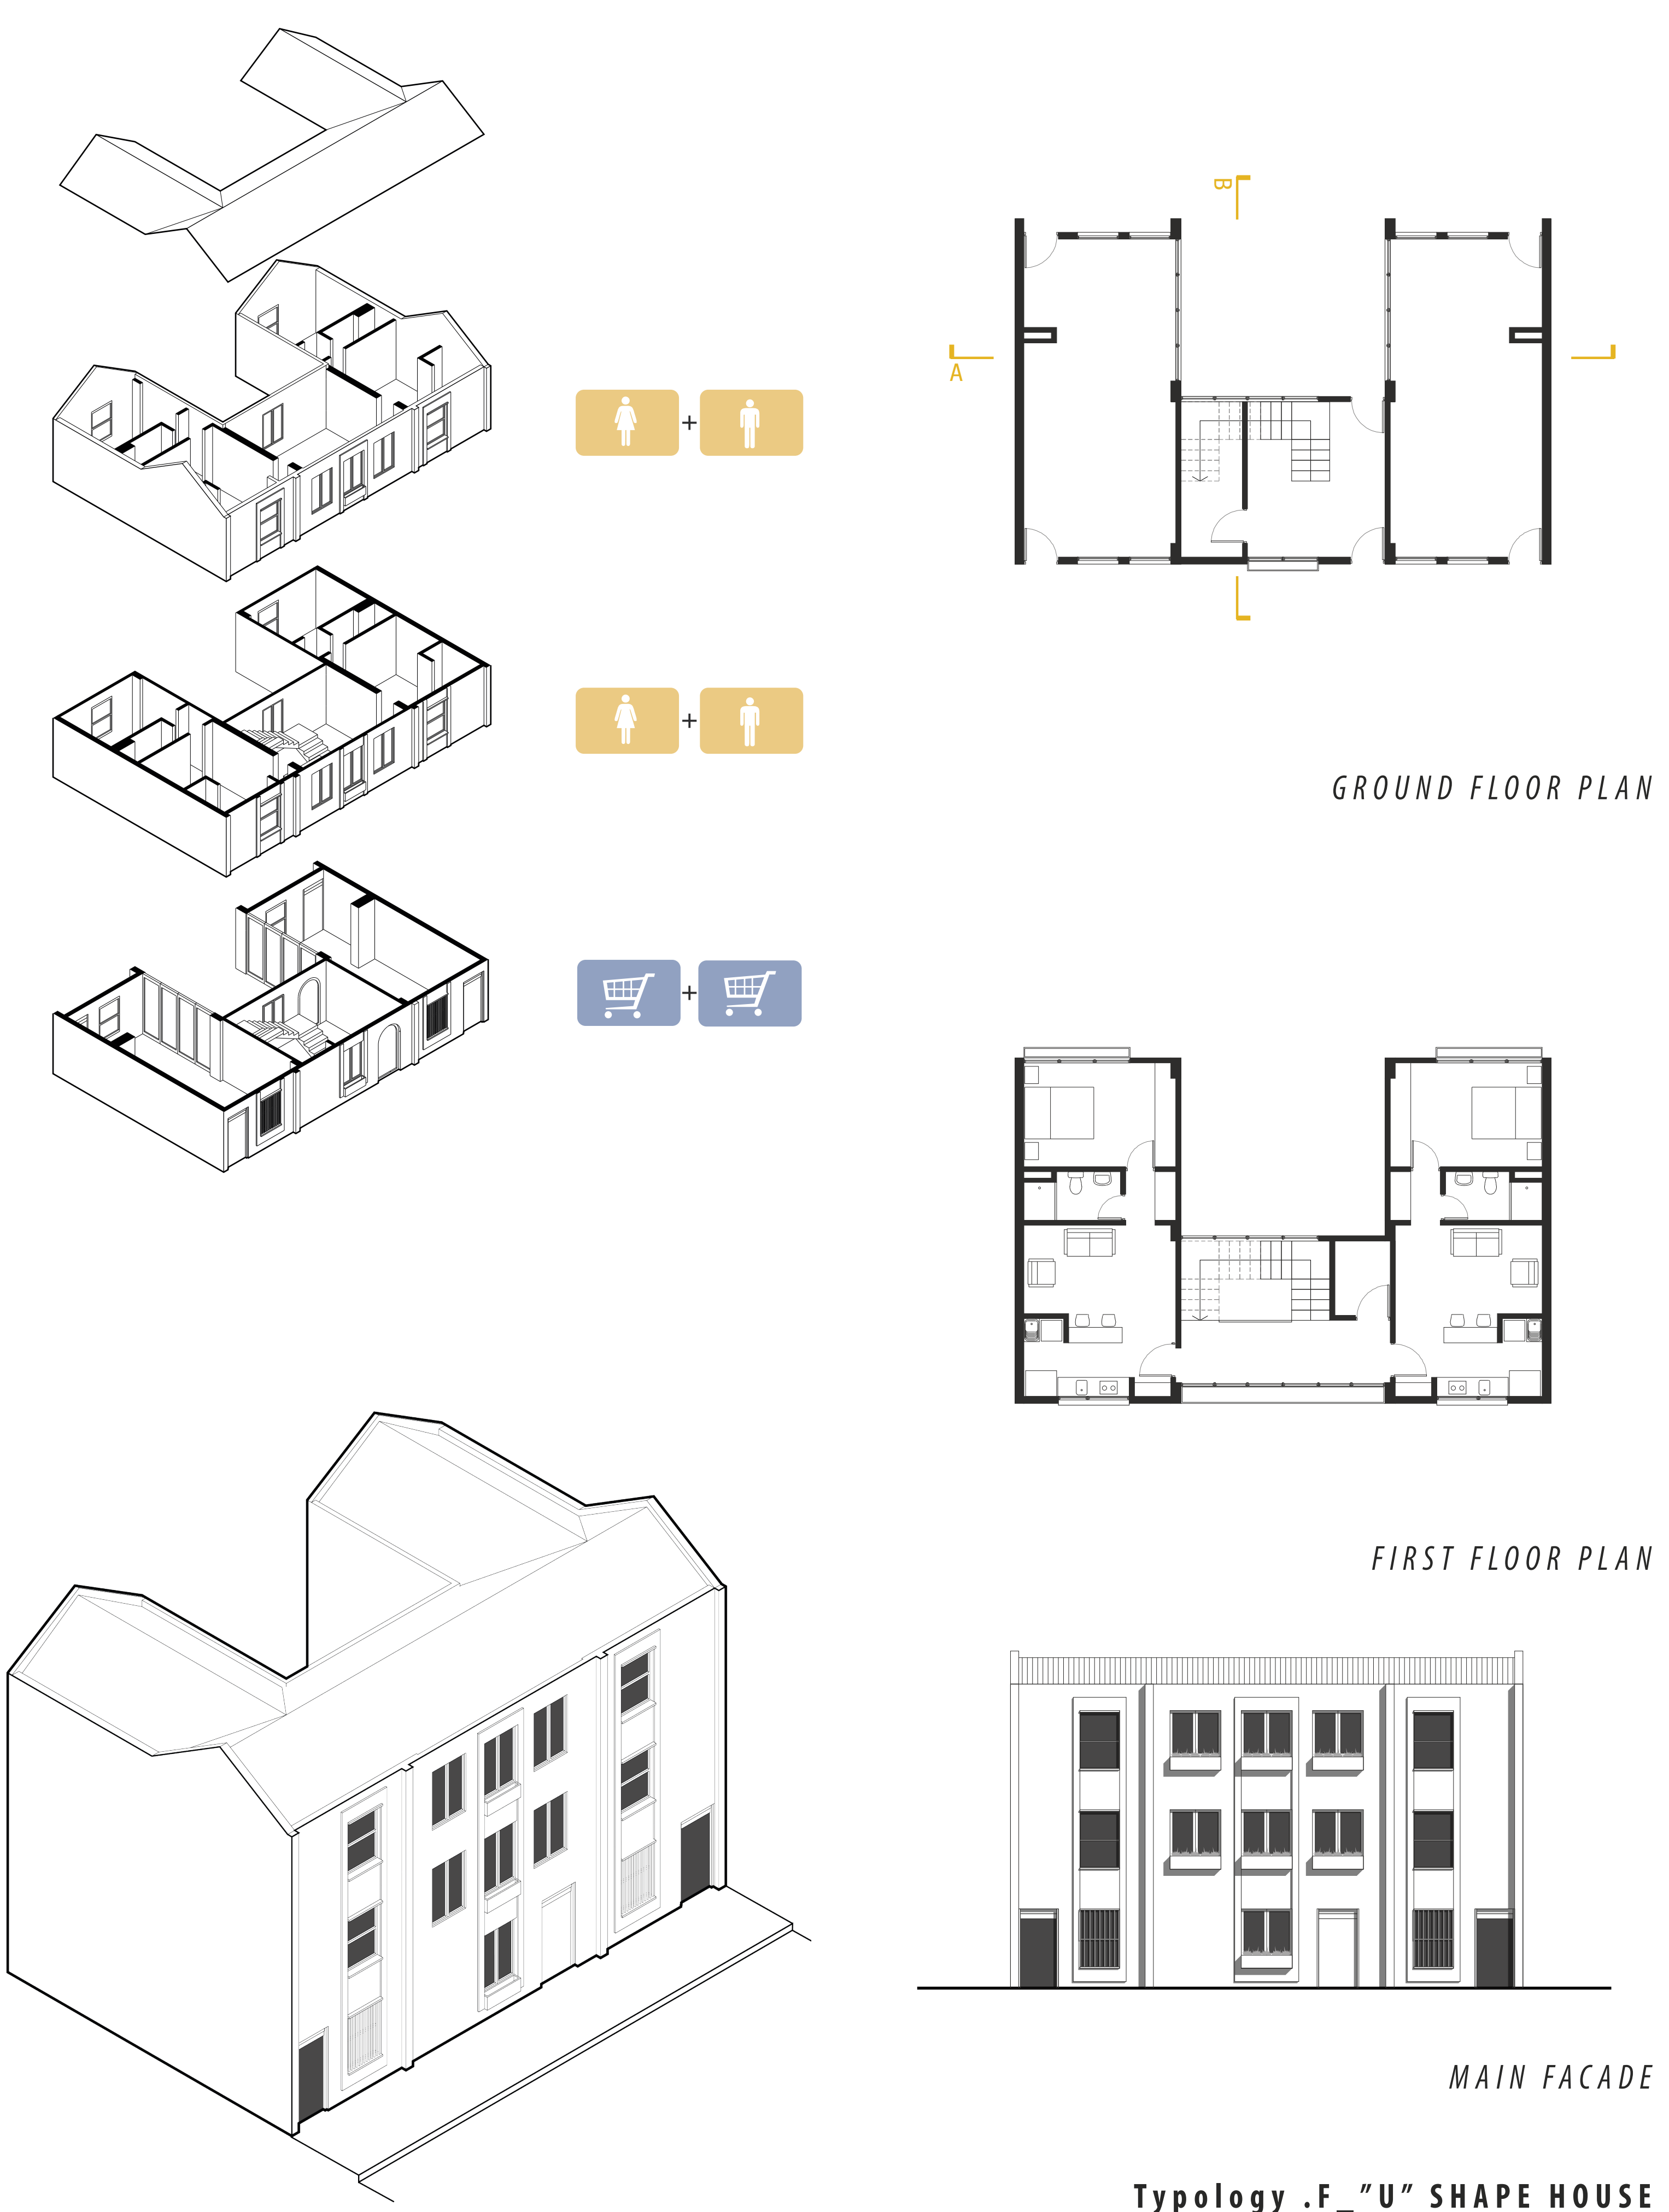 B
A
+
+
GROUND FLOOR PLAN
+
FIRST FLOOR PLAN
MAIN FACADE
Typology .F_"U" SHAPE HOUSE